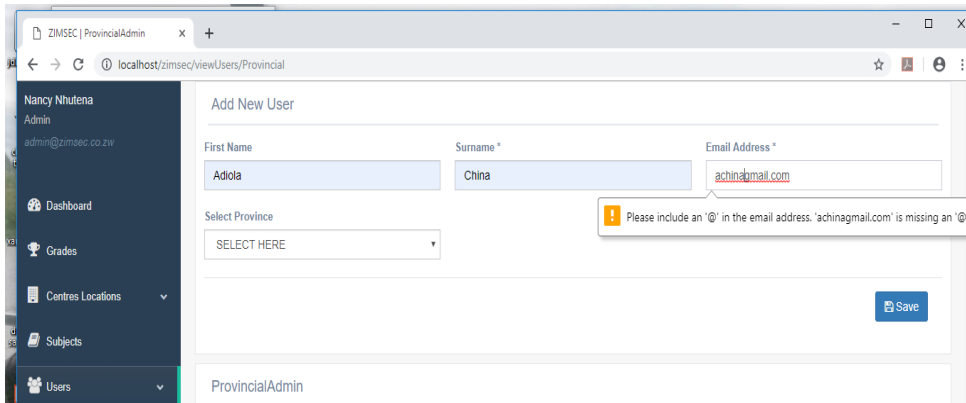 ZIMSEC | ProvincialAdmin
localhost/zimsec/viewUsers/Provincial
Nancy Nhutena
Admin
admin@zimsec.co.zw
Dashboard
Grades
Centres Locations
Subjects
Users
Add New User
First Name Surname * Email Address *
Adiola China achinagmail.com
Please include an '@' in the email address. 'achinagmail.com' is missing an '@
Select Province
SELECT HERE
Save
ProvincialAdmin